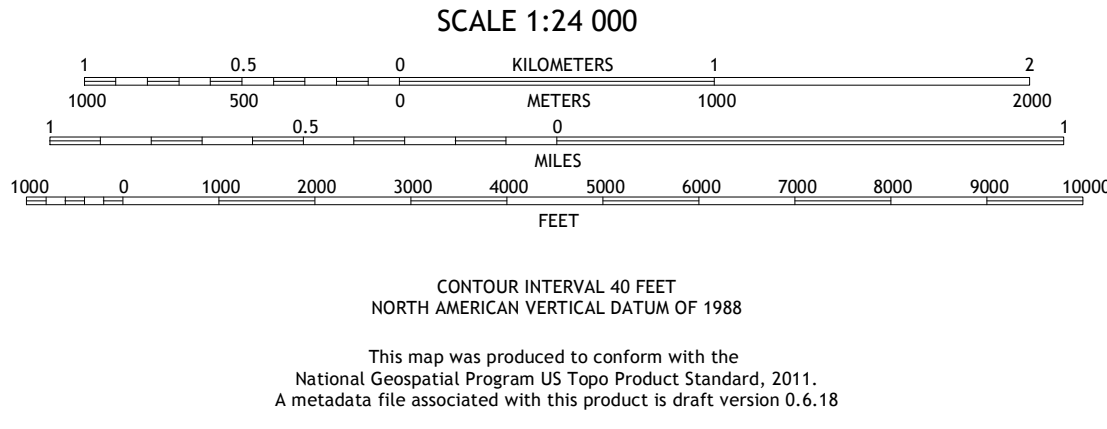 SCALE 1:24 000
1 0.5 0 KILOMETERS 1 2
1000 500 0 METERS 1000 2000
1 0.5 0 1
MILES
1000 0 1000 2000 3000 4000 5000 6000 7000 8000 9000 10000
FEET
CONTOUR INTERVAL 40 FEET
NORTH AMERICAN VERTICAL DATUM OF 1988
This map was produced to conform with the
National Geospatial Program US Topo Product Standard, 2011.
A metadata file associated with this product is draft version 0.6.18